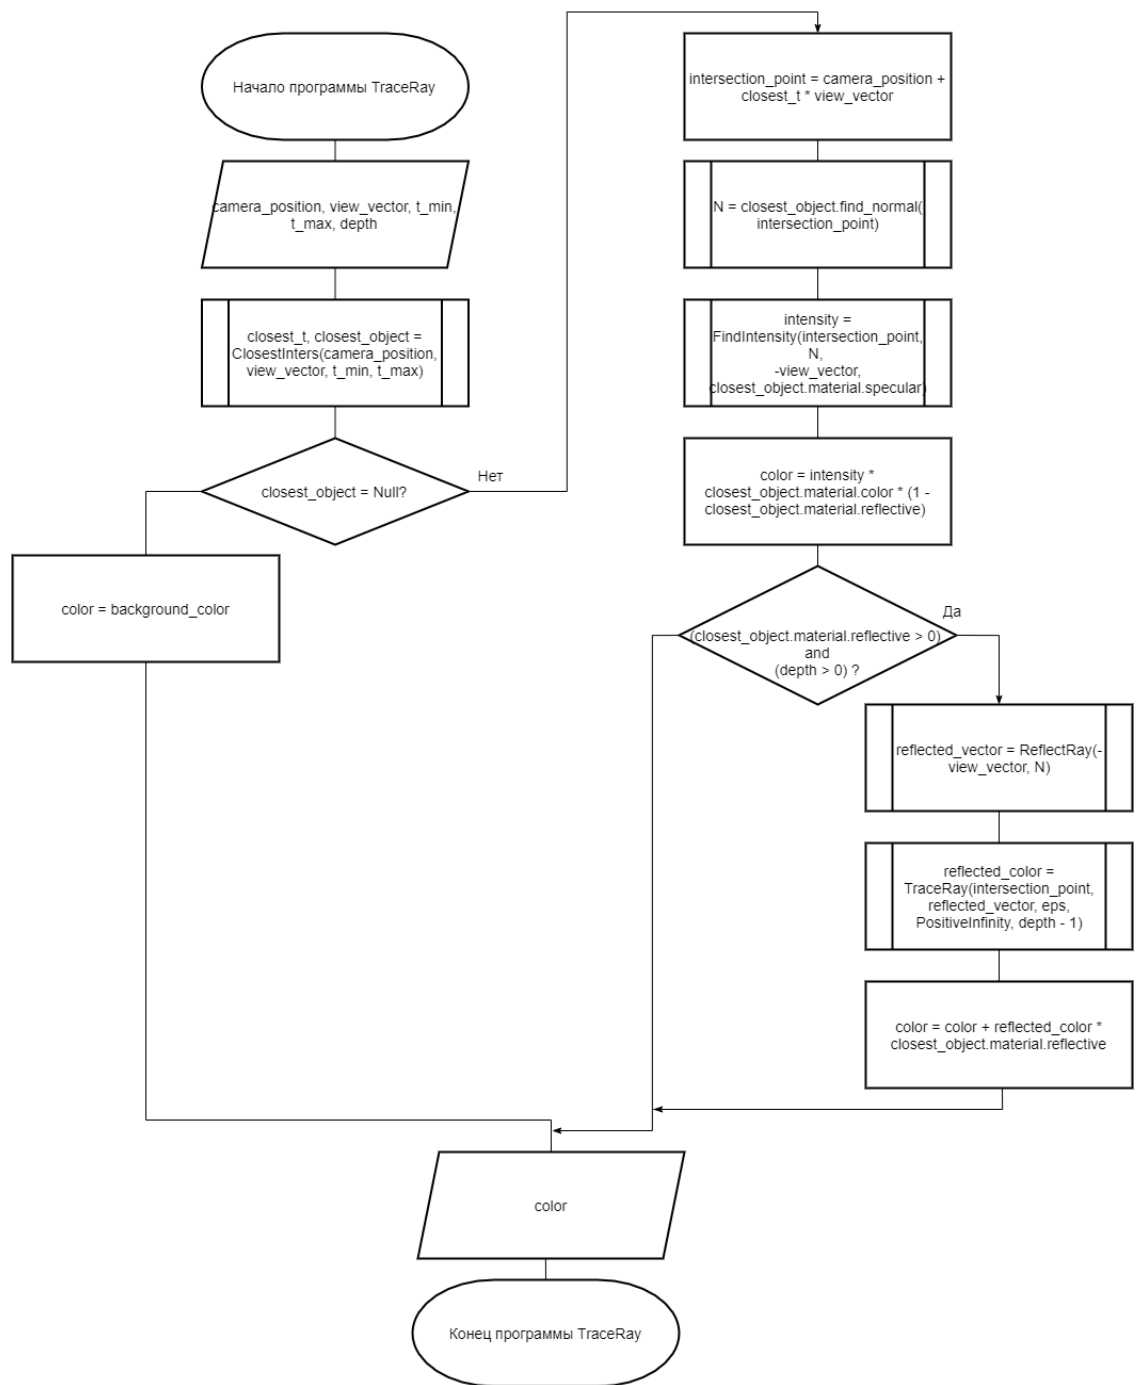 Начало программы TraceRay
camera_position, view_vector, t_min,
t_max, depth
closest_t, closest_object =
ClosestInters(camera_position,
view_vector, t_min, t_max)
closest_object = Null?
Нет
color = background_color
intersection_point = camera_position +
closest_t * view_vector
N = closest_object.find_normal(
intersection_point)
intensity =
FindIntensity(intersection_point,
N,
-view_vector,
closest_object.material.specular)
color = intensity *
closest_object.material.color * (1 -
closest_object.material.reflective)
Да
(closest_object.material.reflective > 0)
and
(depth > 0) ?
reflected_vector = ReflectRay(-
view_vector, N)
reflected_color =
TraceRay(intersection_point,
reflected_vector, eps,
PositiveInfinity, depth - 1)
color = color + reflected_color *
closest_object.material.reflective
color
Конец программы TraceRay